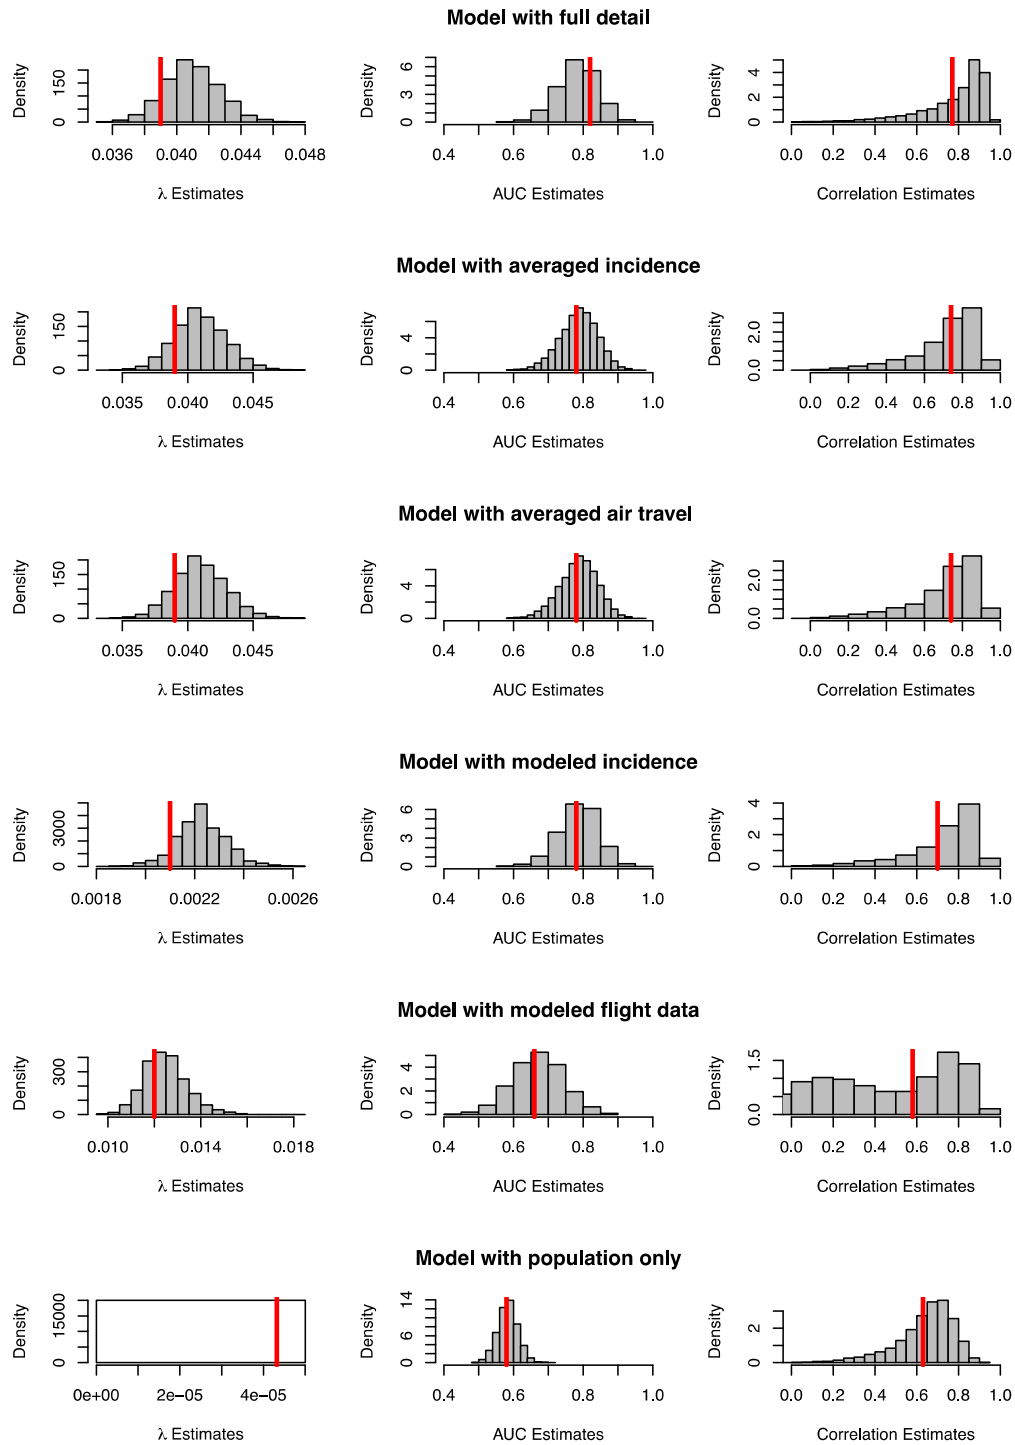 Model with full detail
Density
0
150
0.036 0.040 0.044 0.048
λ Estimates
Density
0 3 6
0.4 0.6 0.8 1.0
AUC Estimates
Density
0 2 4
0.0 0.2 0.4 0.6 0.8 1.0
Correlation Estimates
Model with averaged incidence
Density
0 150
0.035 0.040 0.045
λ Estimates
Density
0 4
0.4 0.6 0.8 1.0
AUC Estimates
Density
0.0 2.0
0.0 0.2 0.4 0.6 0.8 1.0
Correlation Estimates
Model with averaged air travel
Density
0 150
0.035 0.040 0.045
λ Estimates
Density
0 4
0.4 0.6 0.8 1.0
AUC Estimates
Density
0.0 2.0
0.0 0.2 0.4 0.6 0.8 1.0
Correlation Estimates
Model with modeled incidence
Density
0 3000
0.0018 0.0022 0.0026
λ Estimates
Density
0 3 6
0.4 0.6 0.8 1.0
AUC Estimates
Density
0 2 4
0.0 0.2 0.4 0.6 0.8 1.0
Correlation Estimates
Model with modeled flight data
Density
0 300
0.010 0.014 0.018
λ Estimates
Density
0 2 4
0.4 0.6 0.8 1.0
AUC Estimates
Density
0.0 1.5
0.0 0.2 0.4 0.6 0.8 1.0
Correlation Estimates
Model with population only
Density
0 15000
0e+00 2e−05 4e−05
λ Estimates
Density
0 6 14
0.4 0.6 0.8 1.0
AUC Estimates
Density
0 2
0.0 0.2 0.4 0.6 0.8 1.0
Correlation Estimates